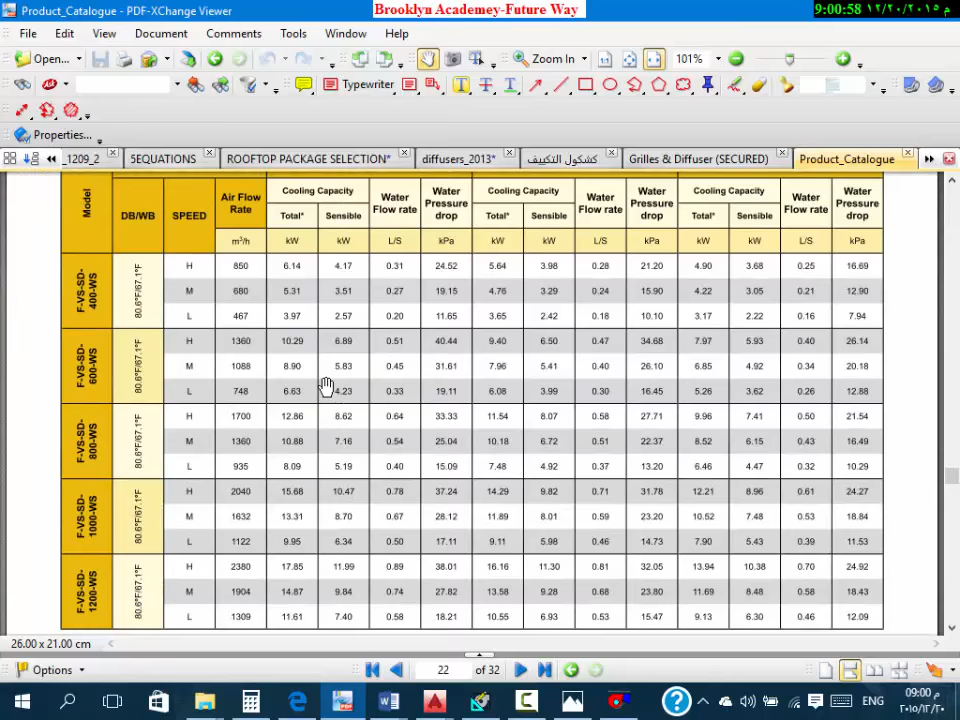 Product_Catalogue - PDF-XChange Viewer
Brooklyn Academey-Future Way
9:00:58 م ١٢/٢٠/٢٠١٥
File Edit View Document Comments Tools Window Help
Open... Zoom In 101%
Typewriter
Properties...
_1209_2 5EQUATIONS ROOFTOP PACKAGE SELECTION* diffusers_2013* كشكول التكييف Grilles & Diffuser (SECURED) Product_Catalogue
Model DB/WB SPEED Air Flow Rate Cooling Capacity Water Flow rate Water Pressure drop Cooling Capacity Water Flow rate Water Pressure drop Cooling Capacity Water Flow rate Water Pressure drop
Total* Sensible Total* Sensible Total* Sensible
m³/h kW kW L/S kPa kW kW L/S kPa kW kW L/S kPa
F-VS-SD-400-WS 80.6°F/67.1°F
H 850 6.14 4.17 0.31 24.52 5.64 3.98 0.28 21.20 4.90 3.68 0.25 16.69
M 680 5.31 3.51 0.27 19.15 4.76 3.29 0.24 15.90 4.22 3.05 0.21 12.90
L 467 3.97 2.57 0.20 11.65 3.65 2.42 0.18 10.10 3.17 2.22 0.16 7.94
F-VS-SD-600-WS 80.6°F/67.1°F
H 1360 10.29 6.89 0.51 40.44 9.40 6.50 0.47 34.68 7.97 5.93 0.40 26.14
M 1088 8.90 5.83 0.45 31.61 7.96 5.41 0.40 26.10 6.85 4.92 0.34 20.18
L 748 6.63 4.23 0.33 19.11 6.08 3.99 0.30 16.45 5.26 3.62 0.26 12.88
F-VS-SD-800-WS 80.6°F/67.1°F
H 1700 12.86 8.62 0.64 33.33 11.54 8.07 0.58 27.71 9.96 7.41 0.50 21.54
M 1360 10.88 7.16 0.54 25.04 10.18 6.72 0.51 22.37 8.52 6.15 0.43 16.49
L 935 8.09 5.19 0.40 15.09 7.48 4.92 0.37 13.20 6.46 4.47 0.32 10.29
F-VS-SD-1000-WS 80.6°F/67.1°F
H 2040 15.68 10.47 0.78 37.24 14.29 9.82 0.71 31.78 12.21 8.96 0.61 24.27
M 1632 13.31 8.70 0.67 28.12 11.89 8.01 0.59 23.20 10.52 7.48 0.53 18.84
L 1122 9.95 6.34 0.50 17.11 9.11 5.98 0.46 14.73 7.90 5.43 0.39 11.53
F-VS-SD-1200-WS 80.6°F/67.1°F
H 2380 17.85 11.99 0.89 38.01 16.16 11.30 0.81 32.05 13.94 10.38 0.70 24.92
M 1904 14.87 9.84 0.74 27.82 13.58 9.28 0.68 23.80 11.69 8.48 0.58 18.43
L 1309 11.61 7.40 0.58 18.21 10.55 6.93 0.53 15.47 9.13 6.30 0.46 12.09
26.00 x 21.00 cm
Options 22 of 32
ENG 09:00 م
٢٠١٥/١٢/٢٠